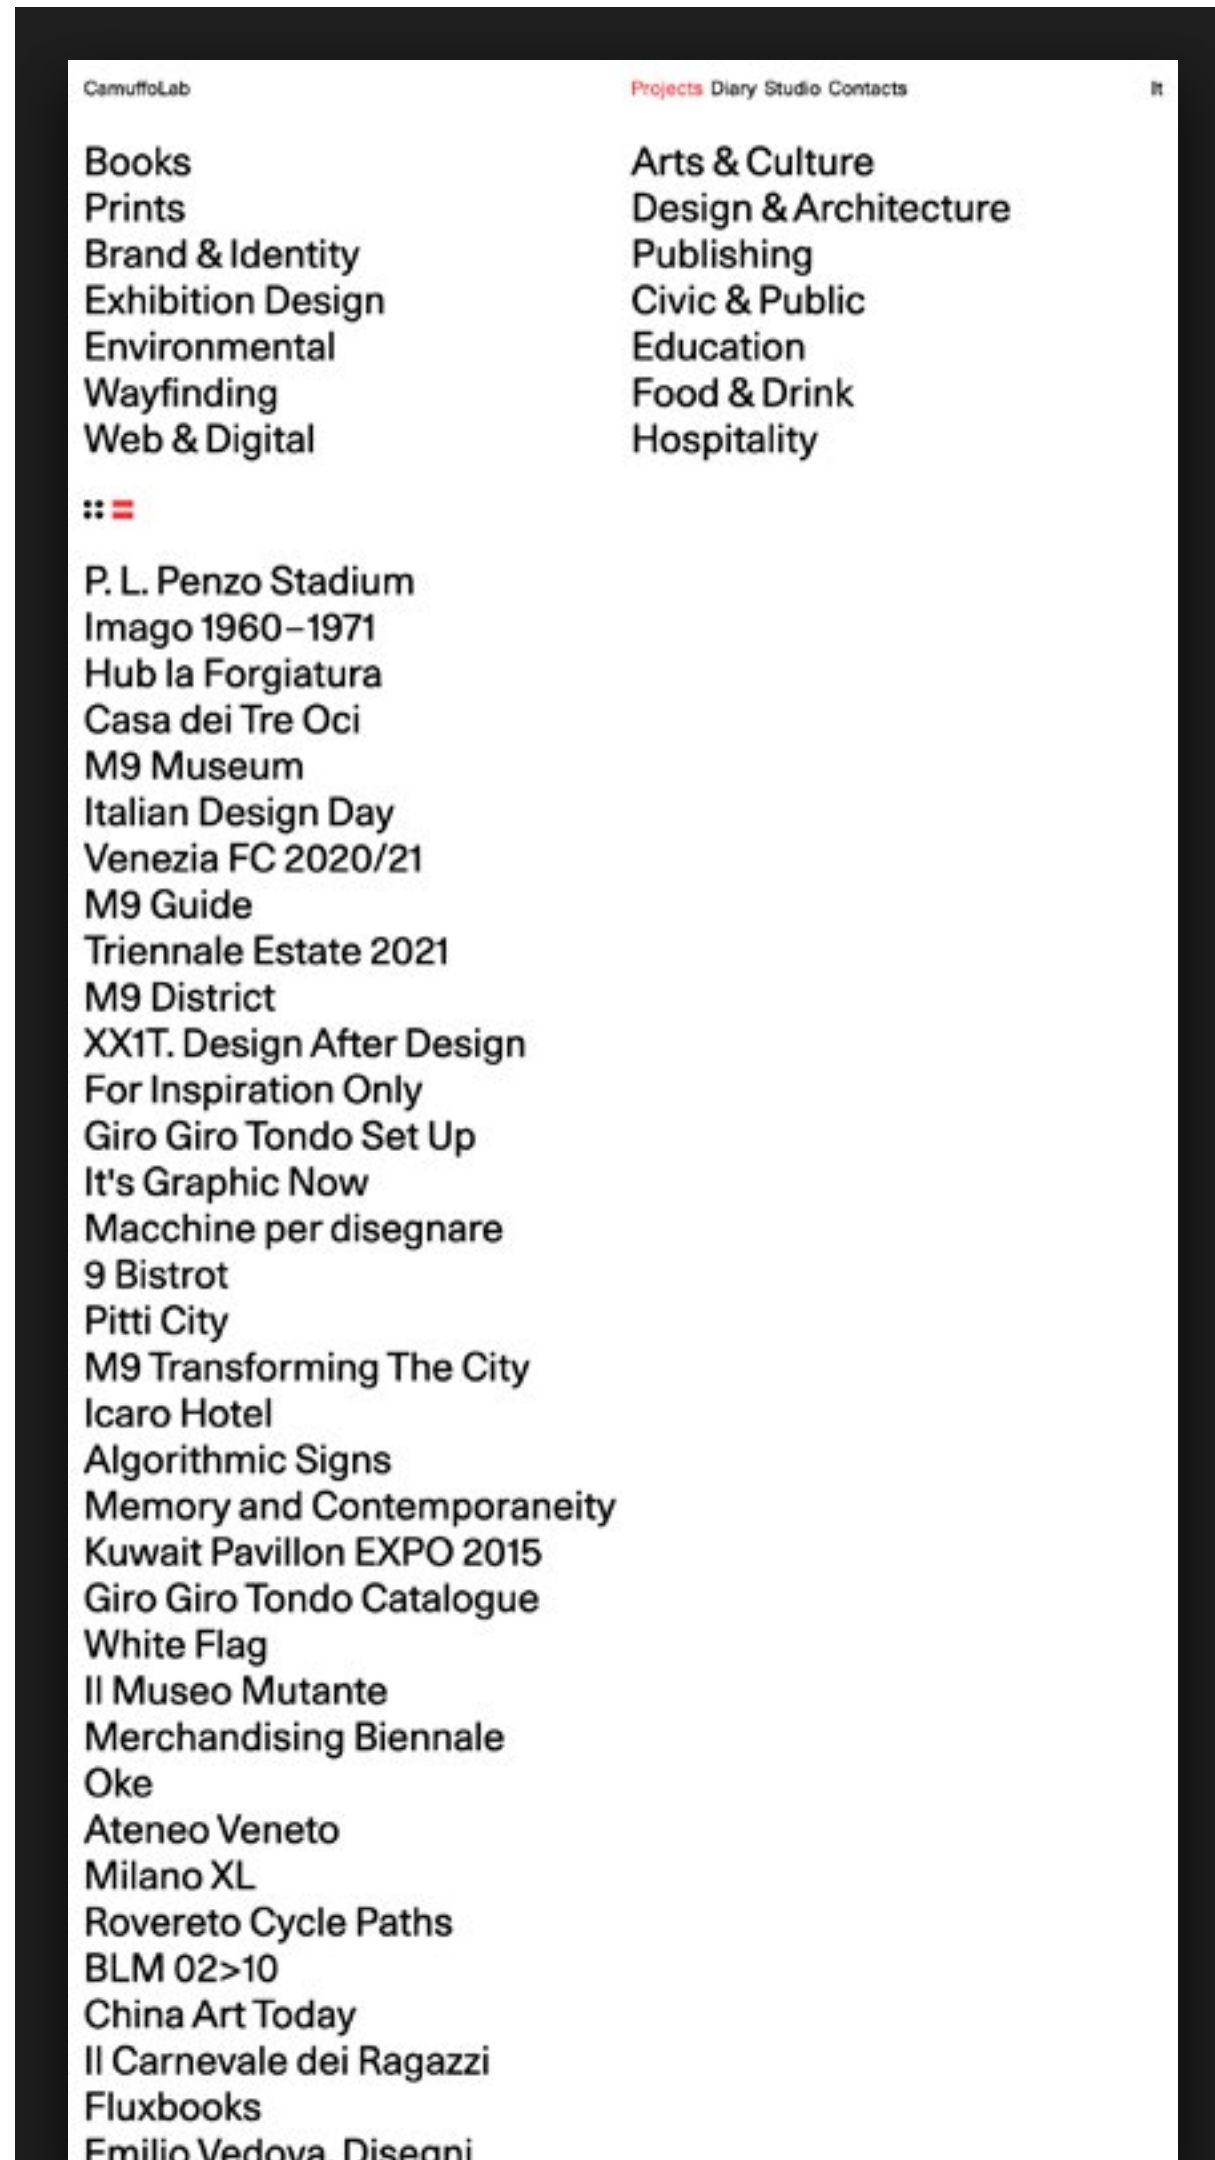 CamuffoLab
Projects Diary Studio Contacts
It
Books
Prints
Brand & Identity
Exhibition Design
Environmental
Wayfinding
Web & Digital
Arts & Culture
Design & Architecture
Publishing
Civic & Public
Education
Food & Drink
Hospitality
P. L. Penzo Stadium
Imago 1960–1971
Hub la Forgiatura
Casa dei Tre Oci
M9 Museum
Italian Design Day
Venezia FC 2020/21
M9 Guide
Triennale Estate 2021
M9 District
XX1T. Design After Design
For Inspiration Only
Giro Giro Tondo Set Up
It's Graphic Now
Macchine per disegnare
9 Bistrot
Pitti City
M9 Transforming The City
Icaro Hotel
Algorithmic Signs
Memory and Contemporaneity
Kuwait Pavillon EXPO 2015
Giro Giro Tondo Catalogue
White Flag
Il Museo Mutante
Merchandising Biennale
Oke
Ateneo Veneto
Milano XL
Rovereto Cycle Paths
BLM 02>10
China Art Today
Il Carnevale dei Ragazzi
Fluxbooks
Emilio Vedova. Disegni